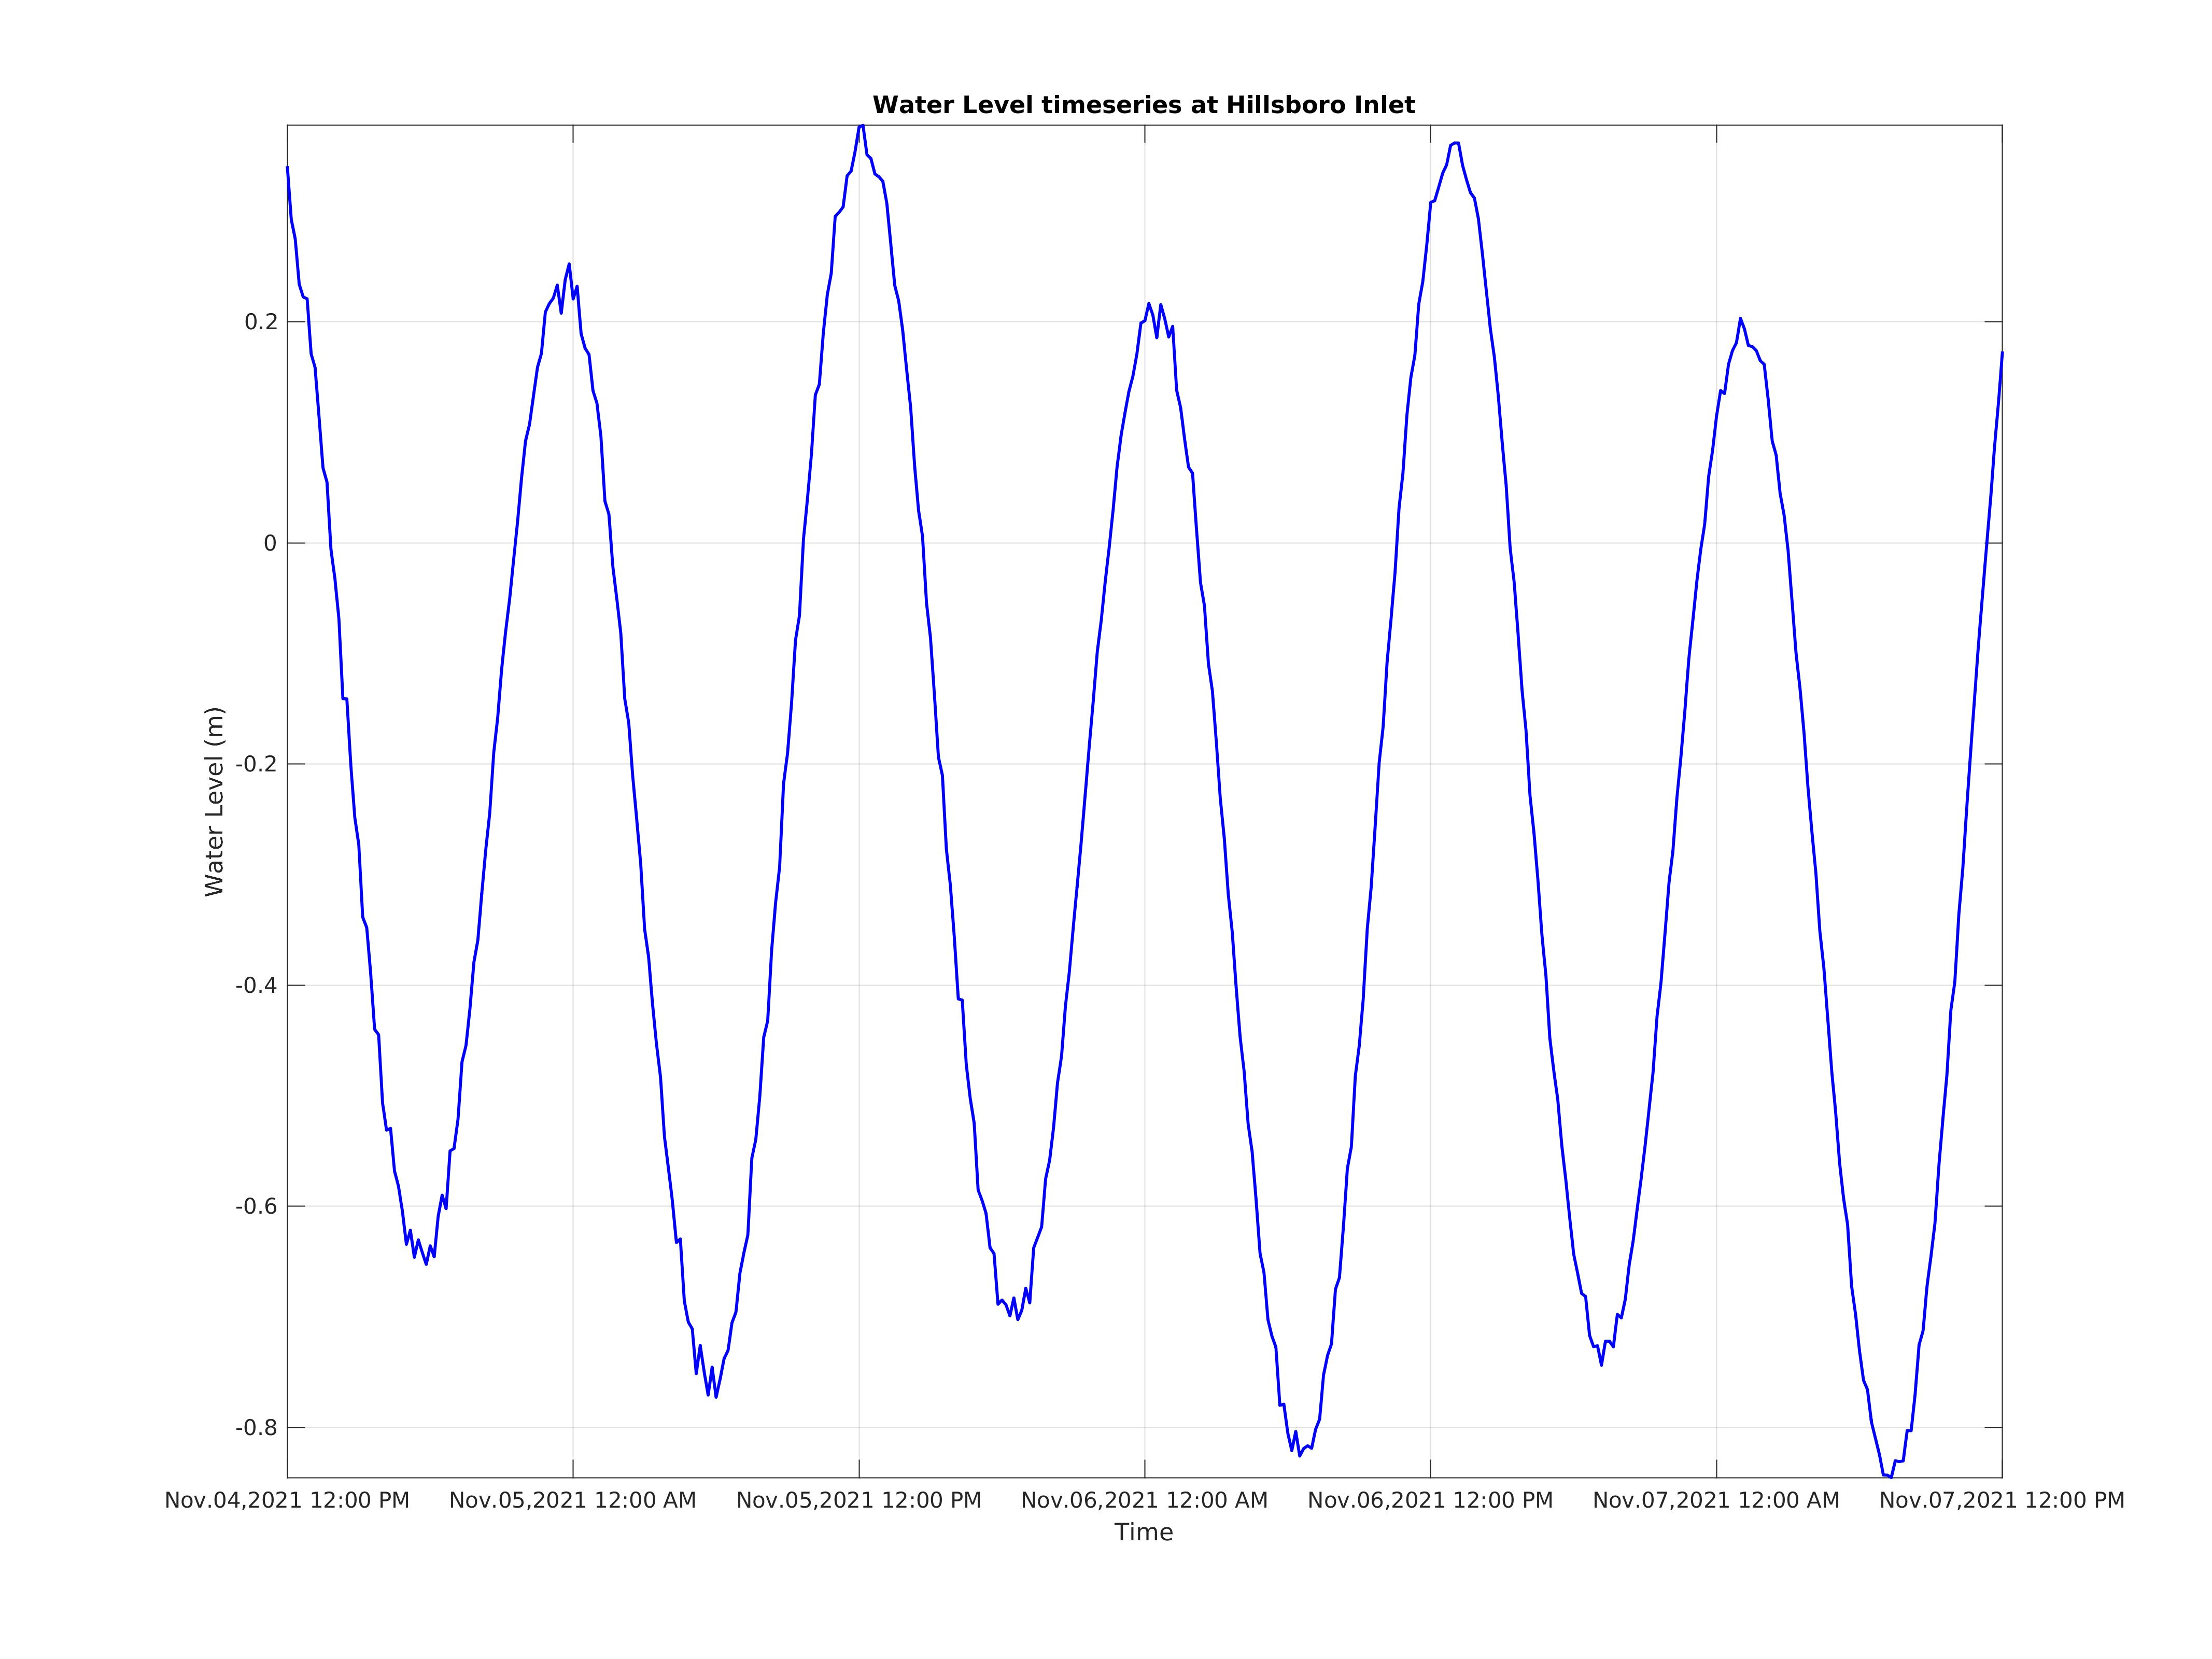 Water Level timeseries at Hillsboro Inlet
0.2
0
-0.2
-0.4
-0.6
-0.8
Water Level (m)
Nov.04,2021 12:00 PM
Nov.05,2021 12:00 AM
Nov.05,2021 12:00 PM
Nov.06,2021 12:00 AM
Nov.06,2021 12:00 PM
Nov.07,2021 12:00 AM
Nov.07,2021 12:00 PM
Time